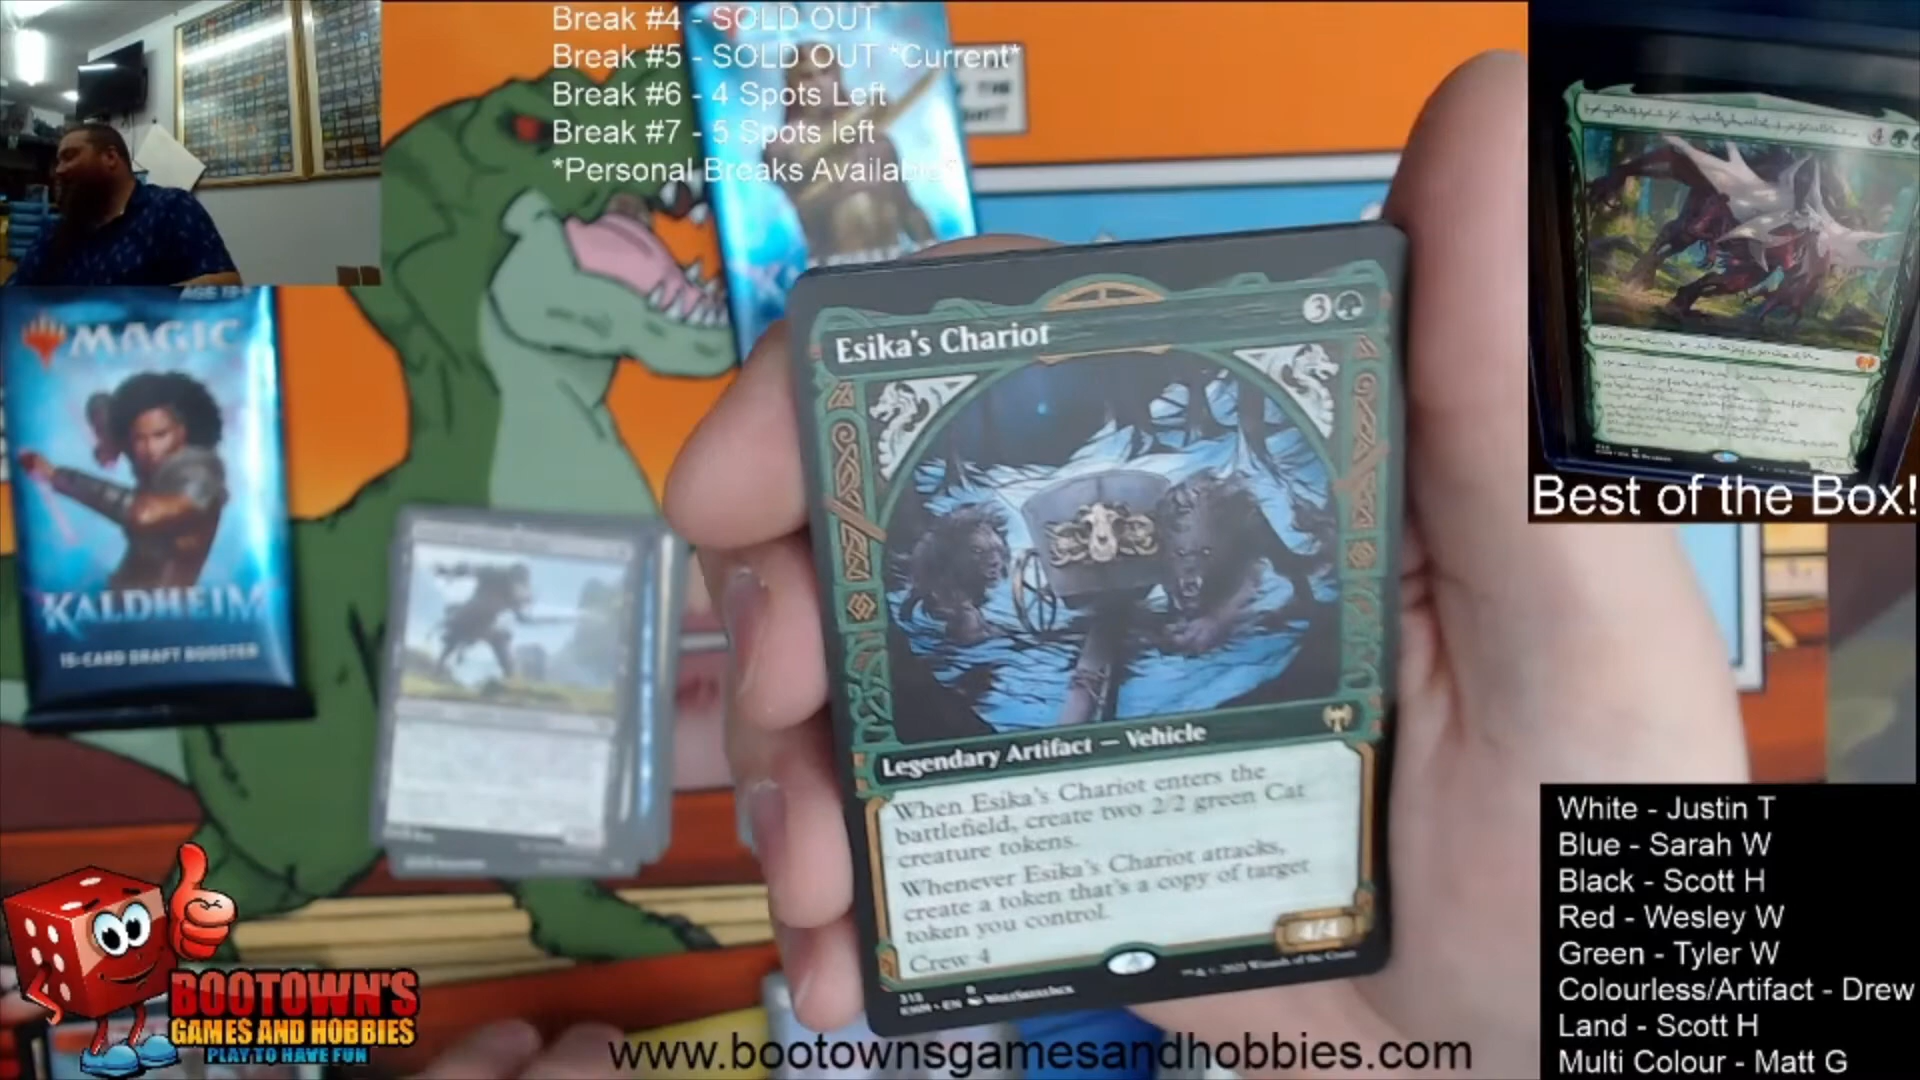 Break #4 - SOLD OUT
Break #5 - SOLD OUT *Current*
Break #6 - 4 Spots Left
Break #7 - 5 Spots left
*Personal Breaks Available*
MAGIC
KALDHEIM
15-CARD DRAFT BOOSTER
Esika's Chariot
3
Legendary Artifact — Vehicle
When Esika's Chariot enters the
battlefield, create two 2/2 green Cat
creature tokens.
Whenever Esika's Chariot attacks,
create a token that's a copy of target
token you control.
Crew 4
4/4
4
Best of the Box!
White - Justin T
Blue - Sarah W
Black - Scott H
Red - Wesley W
Green - Tyler W
Colourless/Artifact - Drew
Land - Scott H
Multi Colour - Matt G
BOOTOWN'S
GAMES AND HOBBIES
PLAY TO HAVE FUN
www.bootownsgamesandhobbies.com